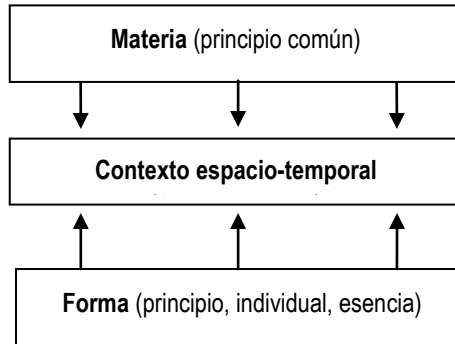 Materia (principio común)
Contexto espacio-temporal
Forma (principio, individual, esencia)